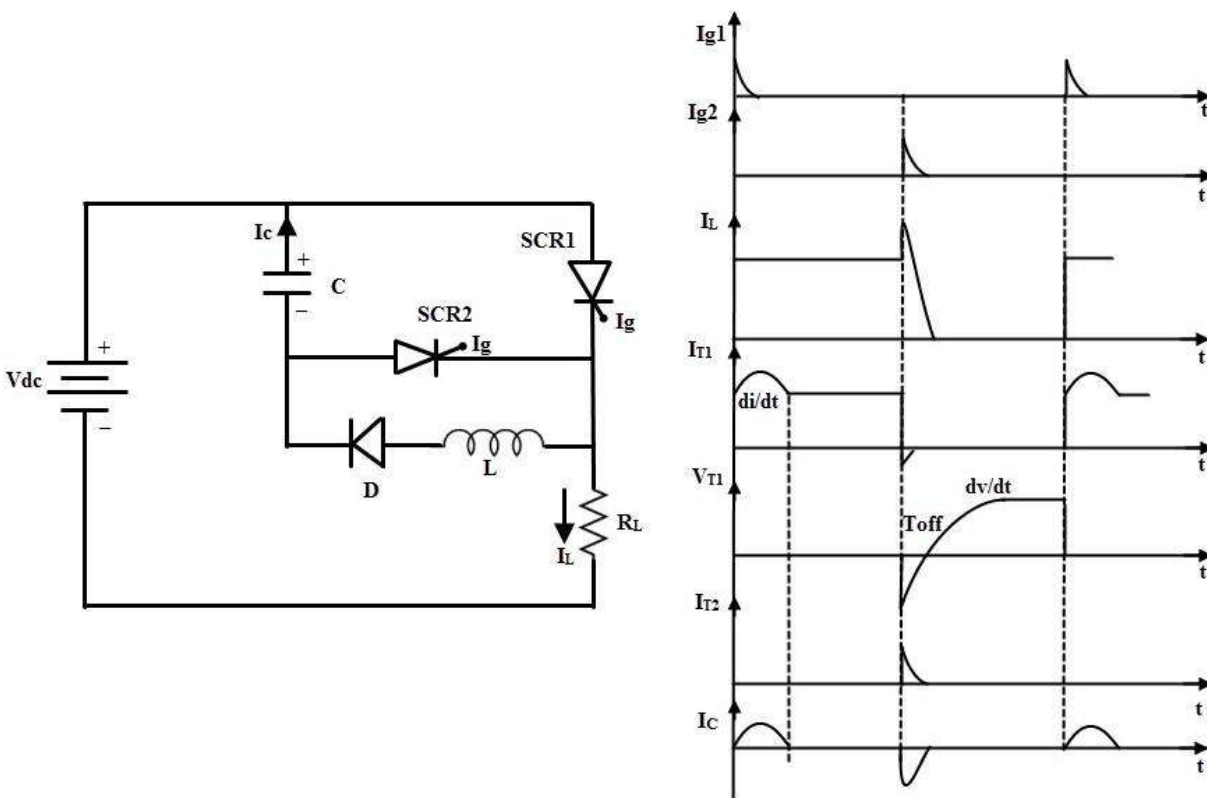 Ic
+
C
−
SCR1
Ig
SCR2
Ig
Vdc
+
−
D
L
RL
IL
Ig1
t
Ig2
t
IL
t
IT1
di/dt
t
VT1
dv/dt
Toff
t
IT2
t
IC
t